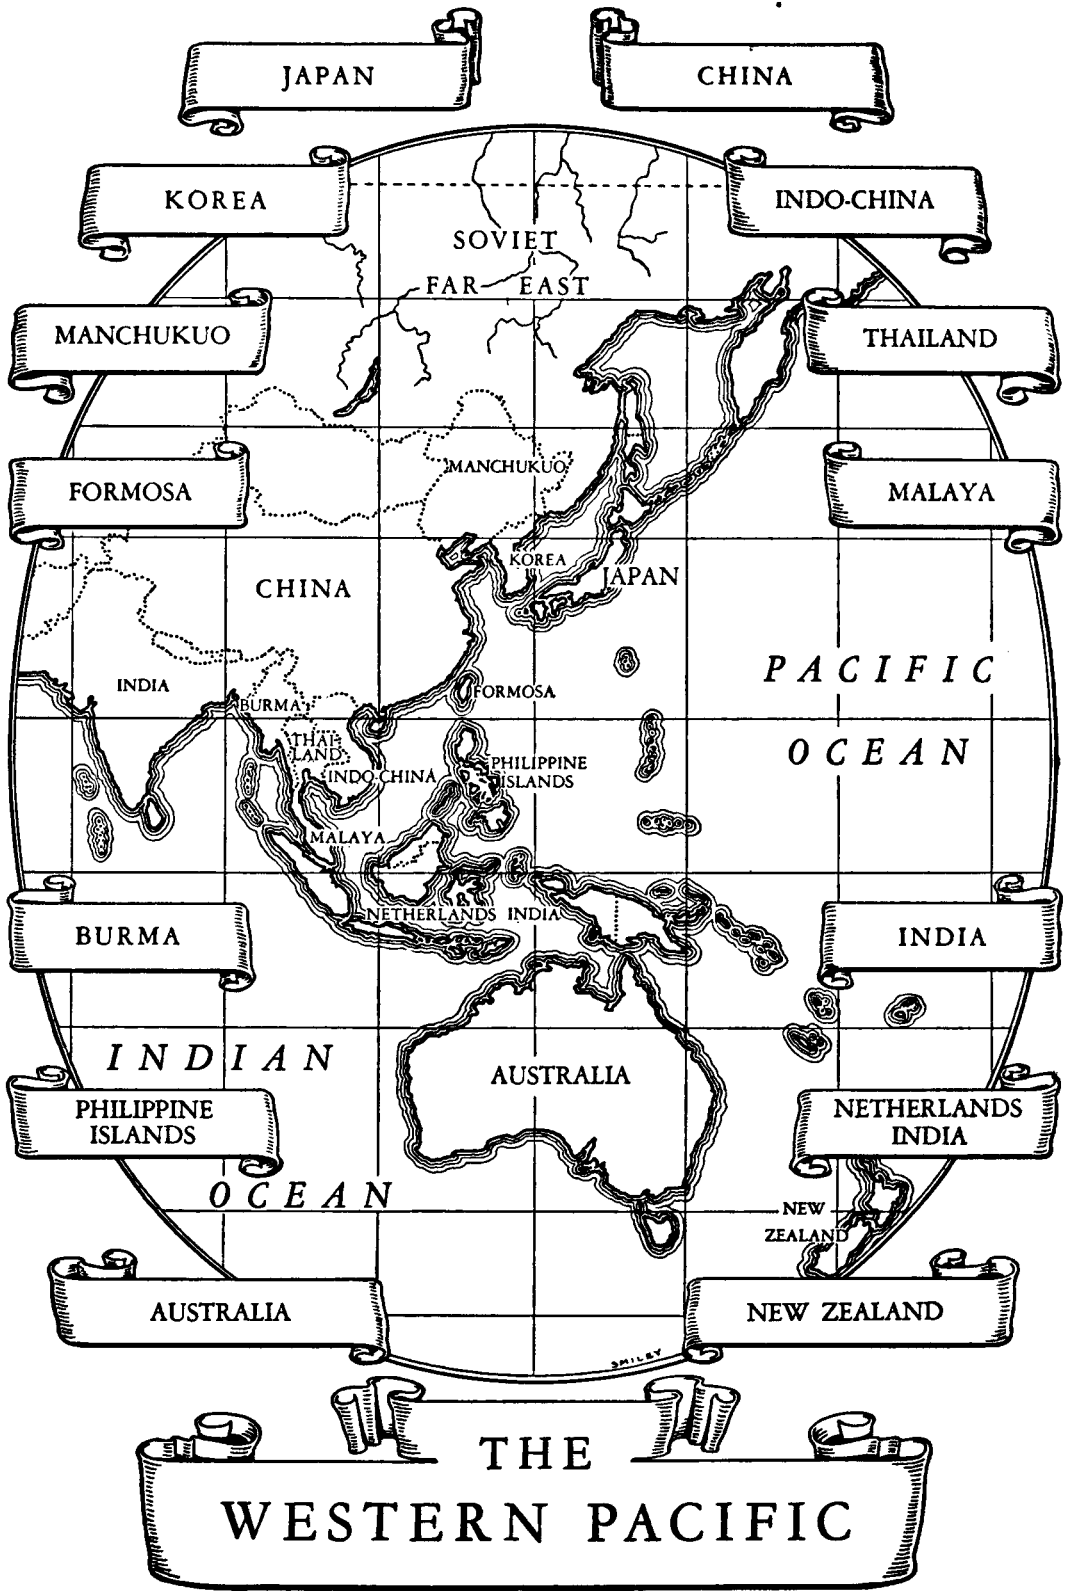 JAPAN
CHINA
KOREA
INDO-CHINA
SOVIET
FAR EAST
MANCHUKUO
THAILAND
MANCHUKUO
FORMOSA
MALAYA
KOREA
JAPAN
CHINA
PACIFIC
INDIA
FORMOSA
BURMA
THAI
LAND
OCEAN
PHILIPPINE
ISLANDS
INDO CHINA
MALAYA
NETHERLANDS INDIA
BURMA
INDIA
INDIAN
AUSTRALIA
PHILIPPINE
ISLANDS
NETHERLANDS
INDIA
OCEAN
NEW
ZEALAND
AUSTRALIA
NEW ZEALAND
SMILEY
THE
WESTERN PACIFIC